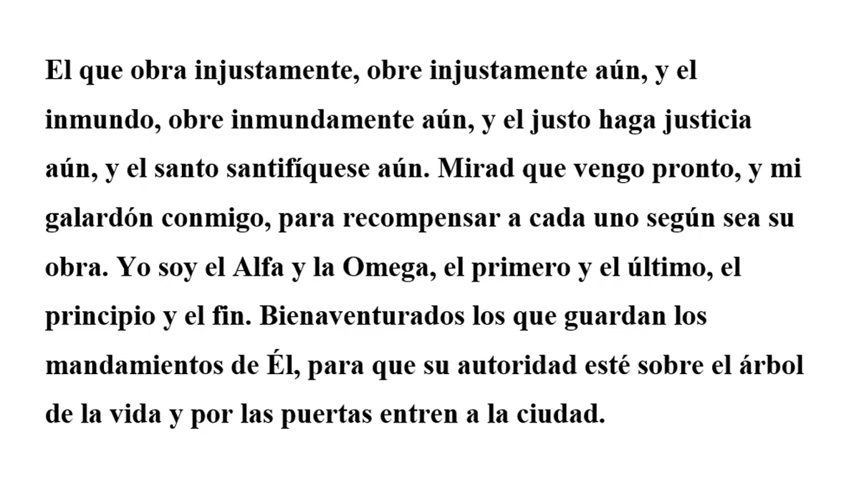 El que obra injustamente, obre injustamente aún, y el
inmundo, obre inmundamente aún, y el justo haga justicia
aún, y el santo santifíquese aún. Mirad que vengo pronto, y mi
galardón conmigo, para recompensar a cada uno según sea su
obra. Yo soy el Alfa y la Omega, el primero y el último, el
principio y el fin. Bienaventurados los que guardan los
mandamientos de Él, para que su autoridad esté sobre el árbol
de la vida y por las puertas entren a la ciudad.